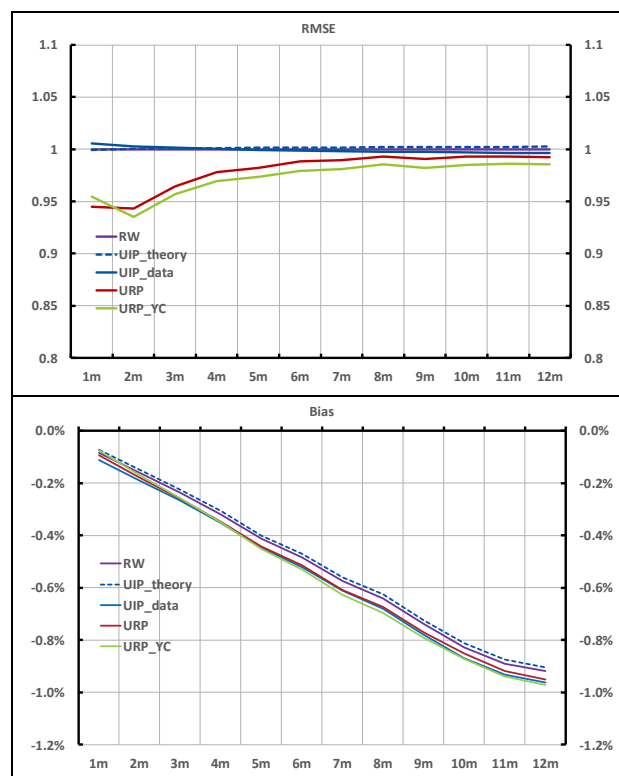 RMSE
1.1 1.1
1.05 1.05
1 1
0.95 0.95
0.9 0.9
0.85 0.85
0.8 0.8
RW
UIP_theory
UIP_data
URP
URP_YC
1m 2m 3m 4m 5m 6m 7m 8m 9m 10m 11m 12m
Bias
0.0% 0.0%
-0.2% -0.2%
-0.4% -0.4%
-0.6% -0.6%
-0.8% -0.8%
-1.0% -1.0%
-1.2% -1.2%
RW
UIP_theory
UIP_data
URP
URP_YC
1m 2m 3m 4m 5m 6m 7m 8m 9m 10m 11m 12m